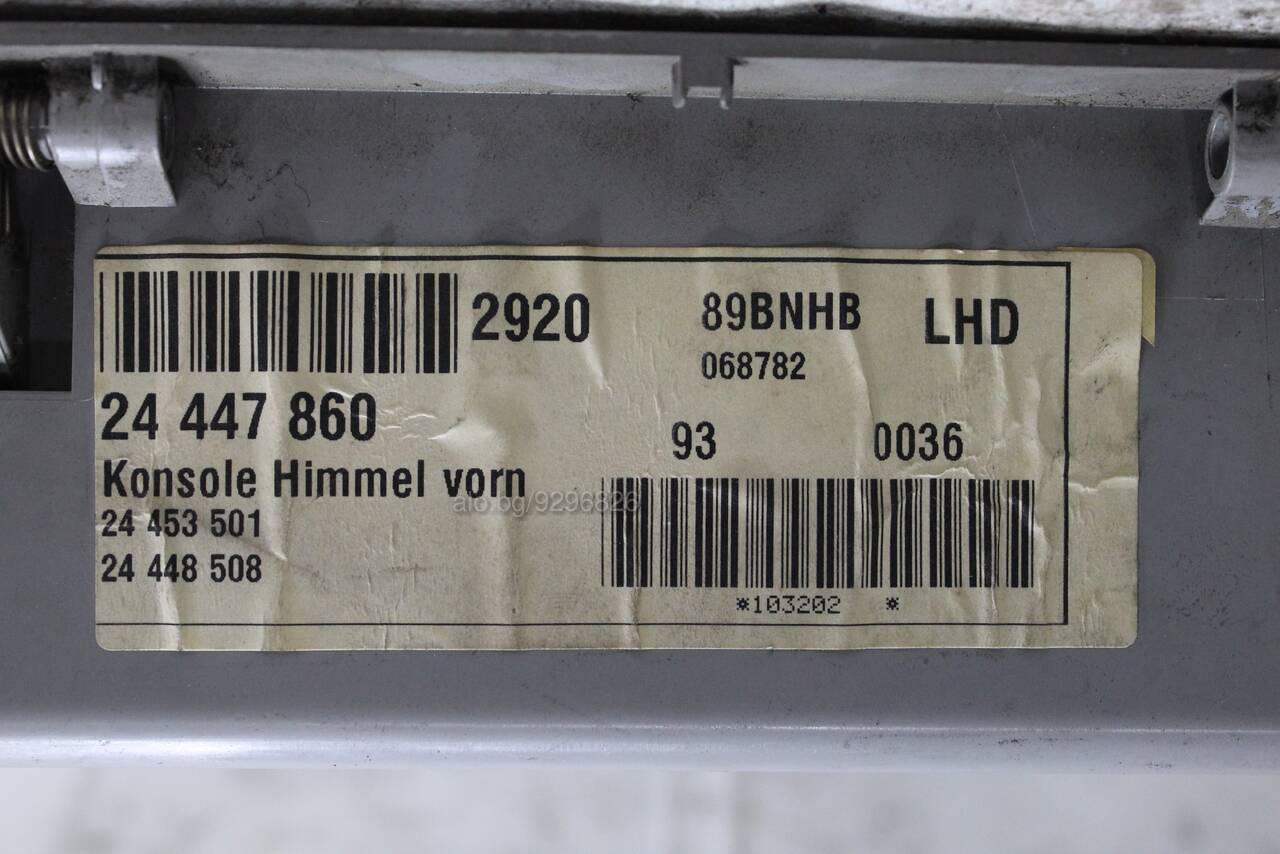 2920
89BNHB
LHD
068782
24 447 860
93
0036
Konsole Himmel vorn
alo.bg/9296826
24 453 501
24 448 508
*103202 *